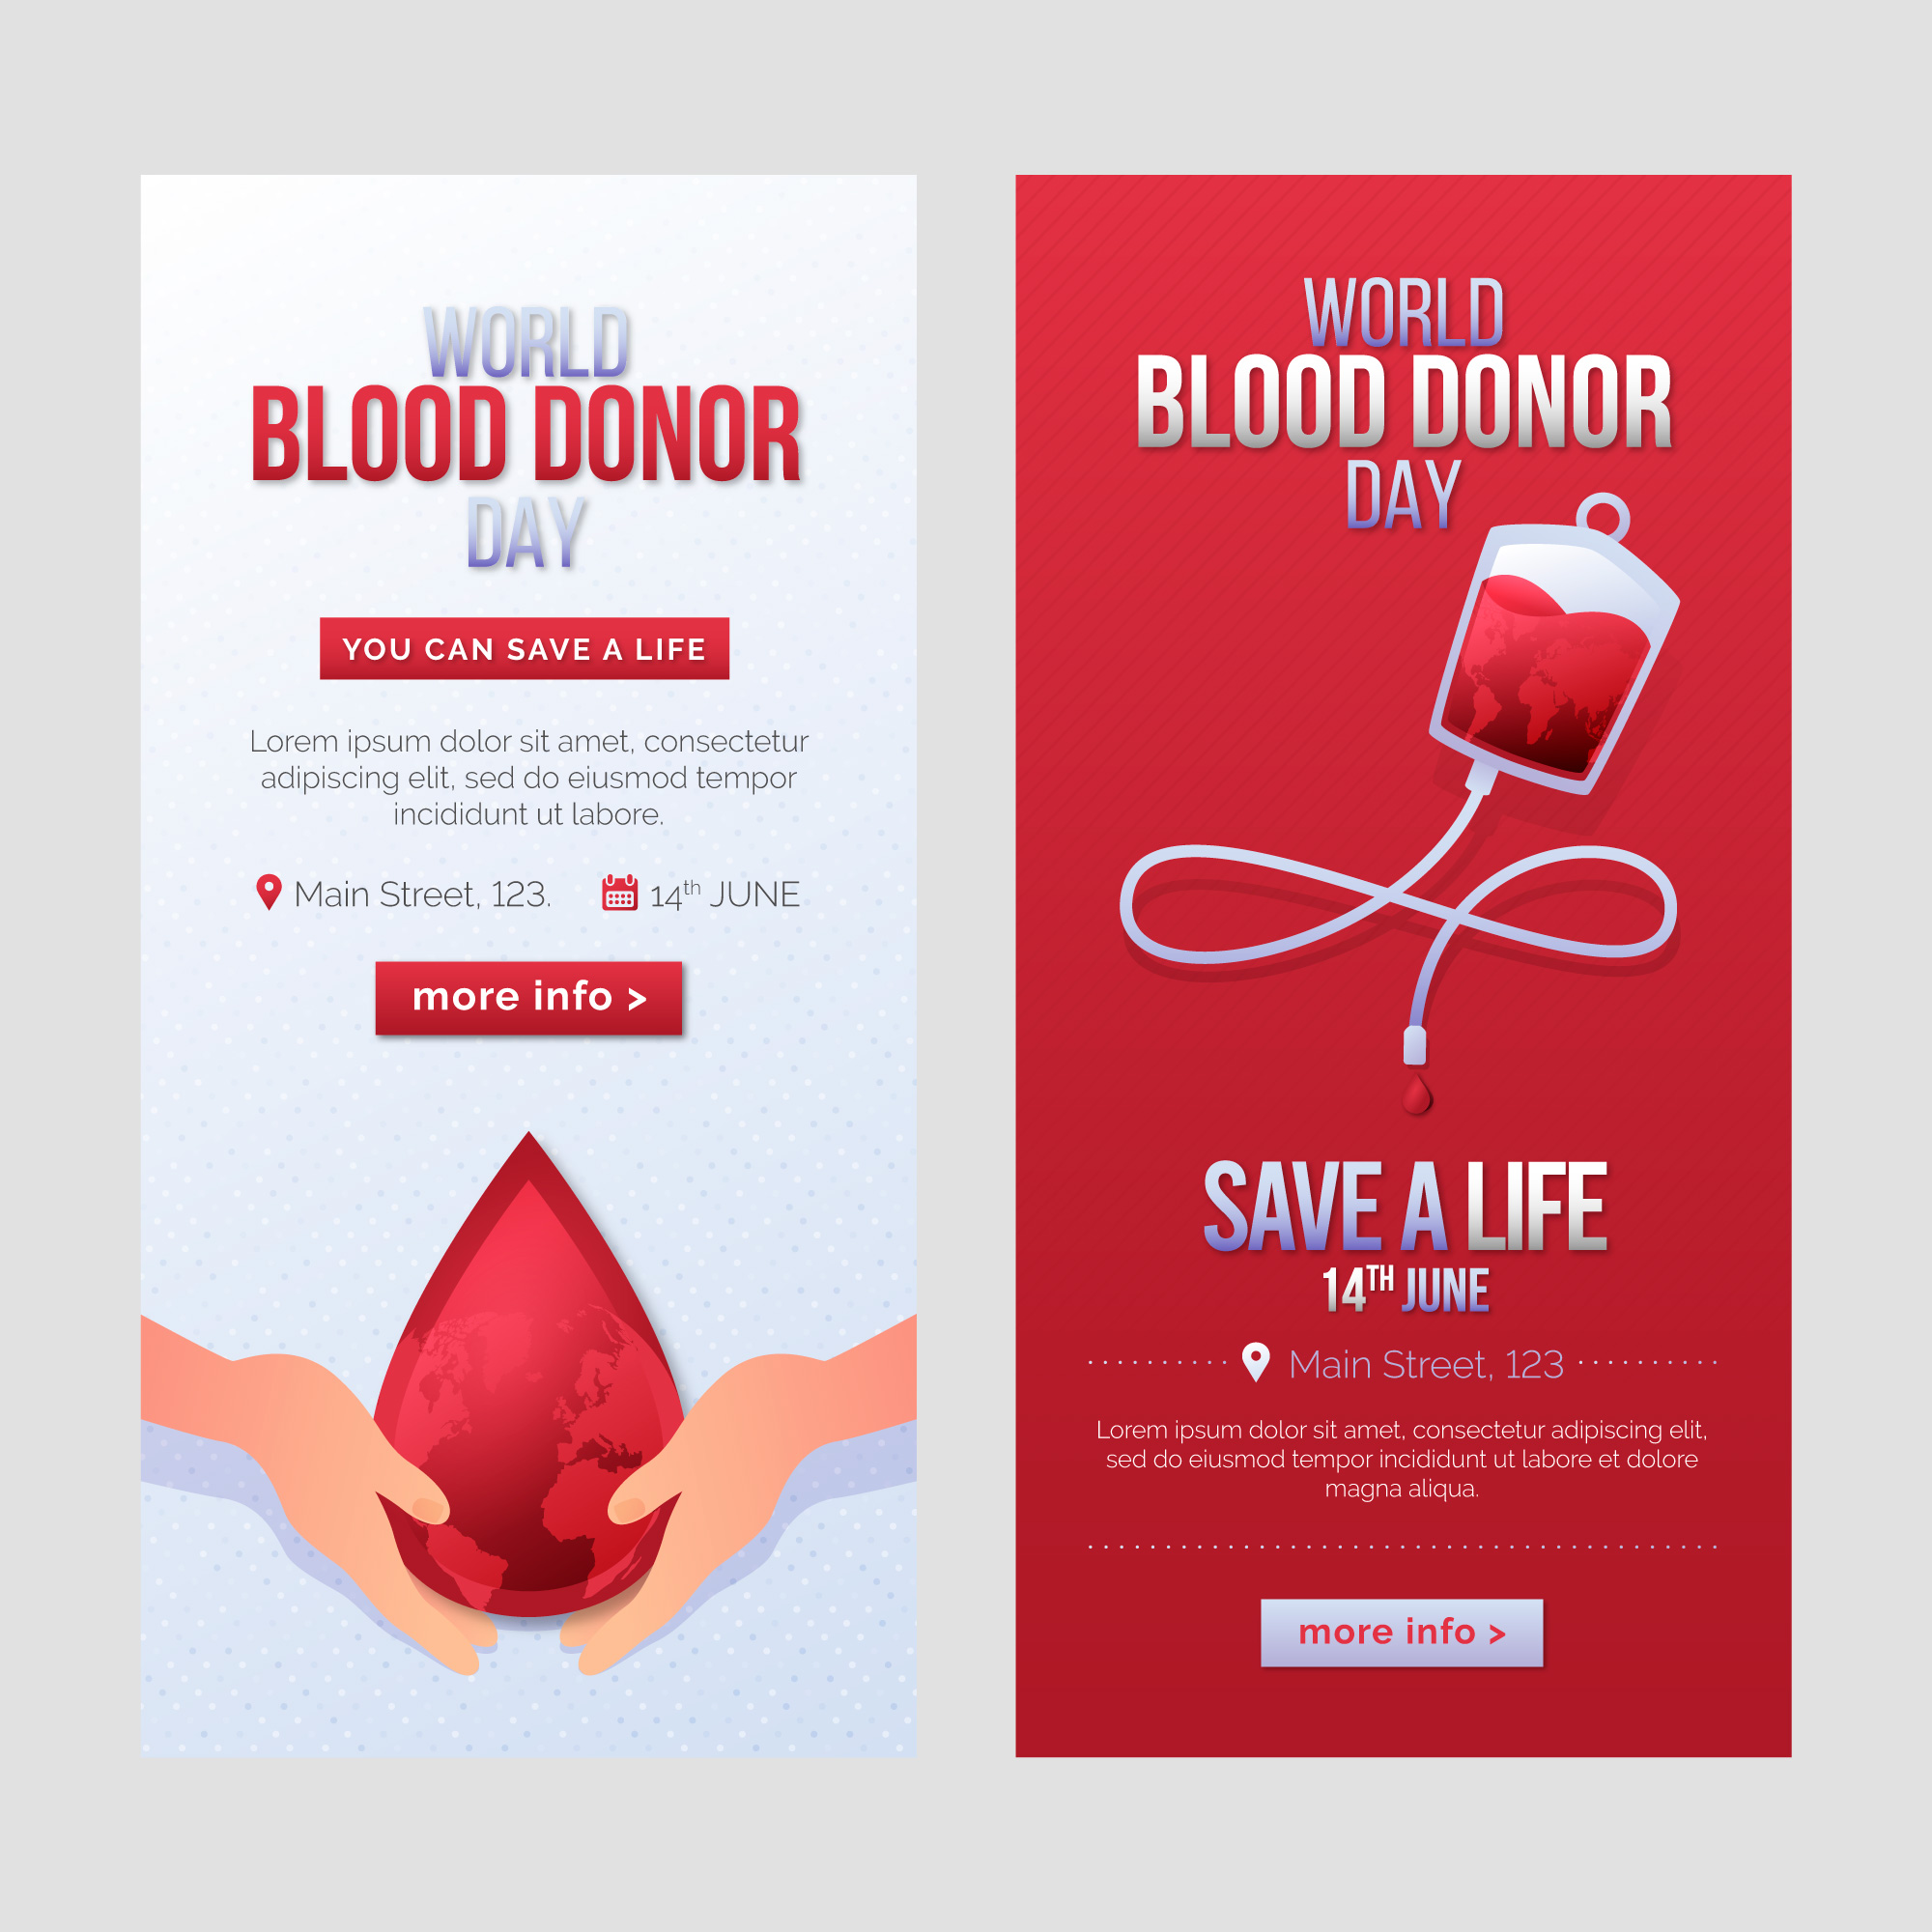 WORLD
BLOOD DONOR
DAY
YOU CAN SAVE A LIFE
Lorem ipsum dolor sit amet, consectetur
adipiscing elit, sed do eiusmod tempor
incididunt ut labore.
Main Street, 123.
14th JUNE
more info >
WORLD
BLOOD DONOR
DAY
SAVE A LIFE
14TH JUNE
Main Street, 123
Lorem ipsum dolor sit amet, consectetur adipiscing elit,
sed do eiusmod tempor incididunt ut labore et dolore
magna aliqua.
more info >